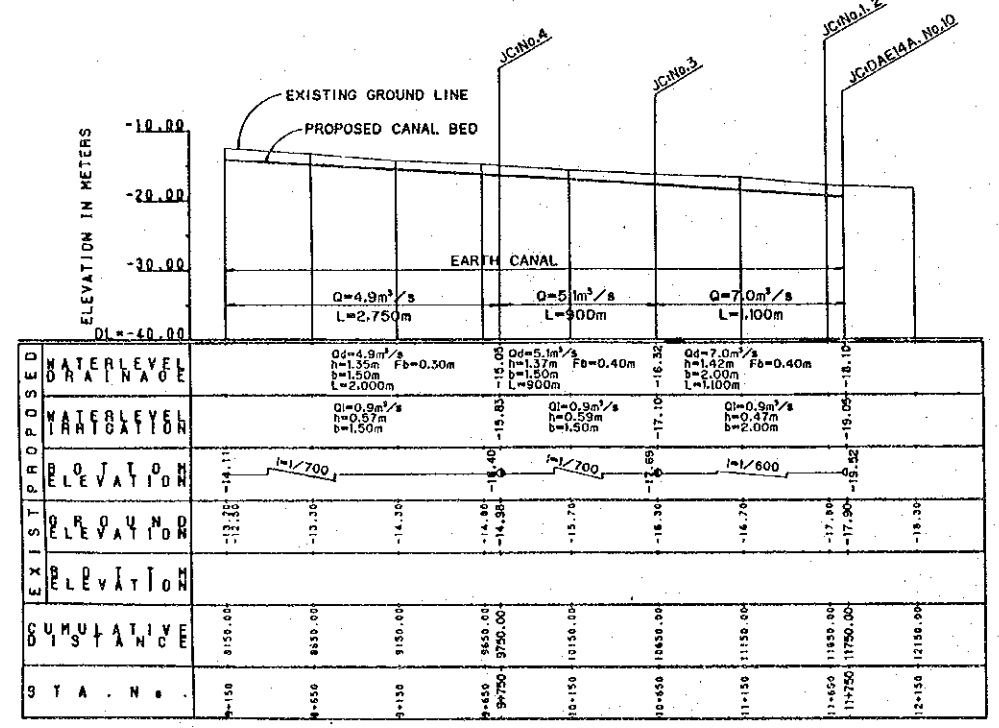 JC:No.4
JC:No.3
JC:No.1, 2
JC:DAE14A. No.10
EXISTING GROUND LINE
PROPOSED CANAL BED
ELEVATION IN METERS
-10.00
-20.00
-30.00
DL=-40.00
EARTH CANAL
Q=4.9m³/s
L=2,750m
Q=5.1m³/s
L=900m
Q=7.0m³/s
L=1,100m
PROPOSED
WATERLEVEL DRAINAGE
Qd=4.9m³/s
h=1.35m Fb=0.30m
b=1.50m
L=2.000m
-15.05
Qd=5.1m³/s
h=1.37m Fb=0.40m
b=1.50m
L=900m
-16.32
Qd=7.0m³/s
h=1.42m Fb=0.40m
b=2.00m
L=1.100m
-18.10
WATERLEVEL IRRIGATION
QI=0.9m³/s
h=0.57m
b=1.50m
-15.83
QI=0.9m³/s
h=0.59m
b=1.50m
-17.10
QI=0.9m³/s
h=0.47m
b=2.00m
-19.05
BOTTOM ELEVATION
-14.11
i=1/700
-16.40
i=1/700
-17.69
i=1/600
-19.52
EXIST
GROUND ELEVATION
-13.30
-14.30
-14.80
-14.98
-15.70
-16.30
-16.70
-17.80
-17.90
-18.30
BOTTOM ELEVATION
CUMULATIVE DISTANCE
8150.00
8650.00
9150.00
9650.00
9750.00
10150.00
10650.00
11150.00
11650.00
11750.00
12150.00
STA. No.
8+650
9+150
9+650
9+750
10+150
10+650
11+150
11+650
11+750
12+150